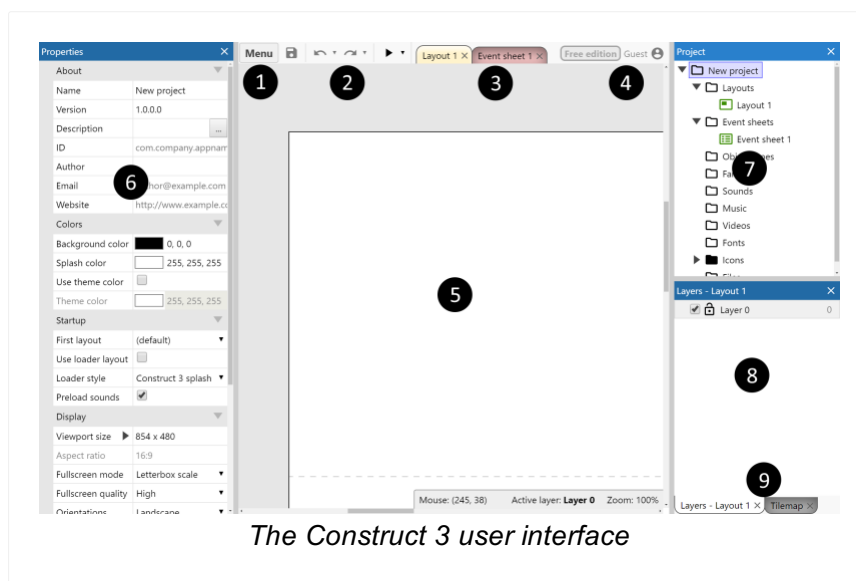 Properties
About
Name New project
Version 1.0.0.0
Description ...
ID com.company.appnam
Author
Email @example.com
Website http://www.example.co
Colors
Background color 0, 0, 0
Splash color 255, 255, 255
Use theme color
Theme color 255, 255, 255
Startup
First layout (default)
Use loader layout
Loader style Construct 3 splash
Preload sounds
Display
Viewport size 854 x 480
Aspect ratio 16:9
Fullscreen mode Letterbox scale
Fullscreen quality High
Orientations Landscape
6
Menu
Layout 1 Event sheet 1
Free edition Guest
1 2 3 4
5
Mouse: (245, 38) Active layer: Layer 0 Zoom: 100%
Project
New project
Layouts
Layout 1
Event sheets
Event sheet 1
7
Sounds
Music
Videos
Fonts
Icons
Files
Layers - Layout 1
Layer 0 0
8
9
Layers - Layout 1 Tilemap
The Construct 3 user interface